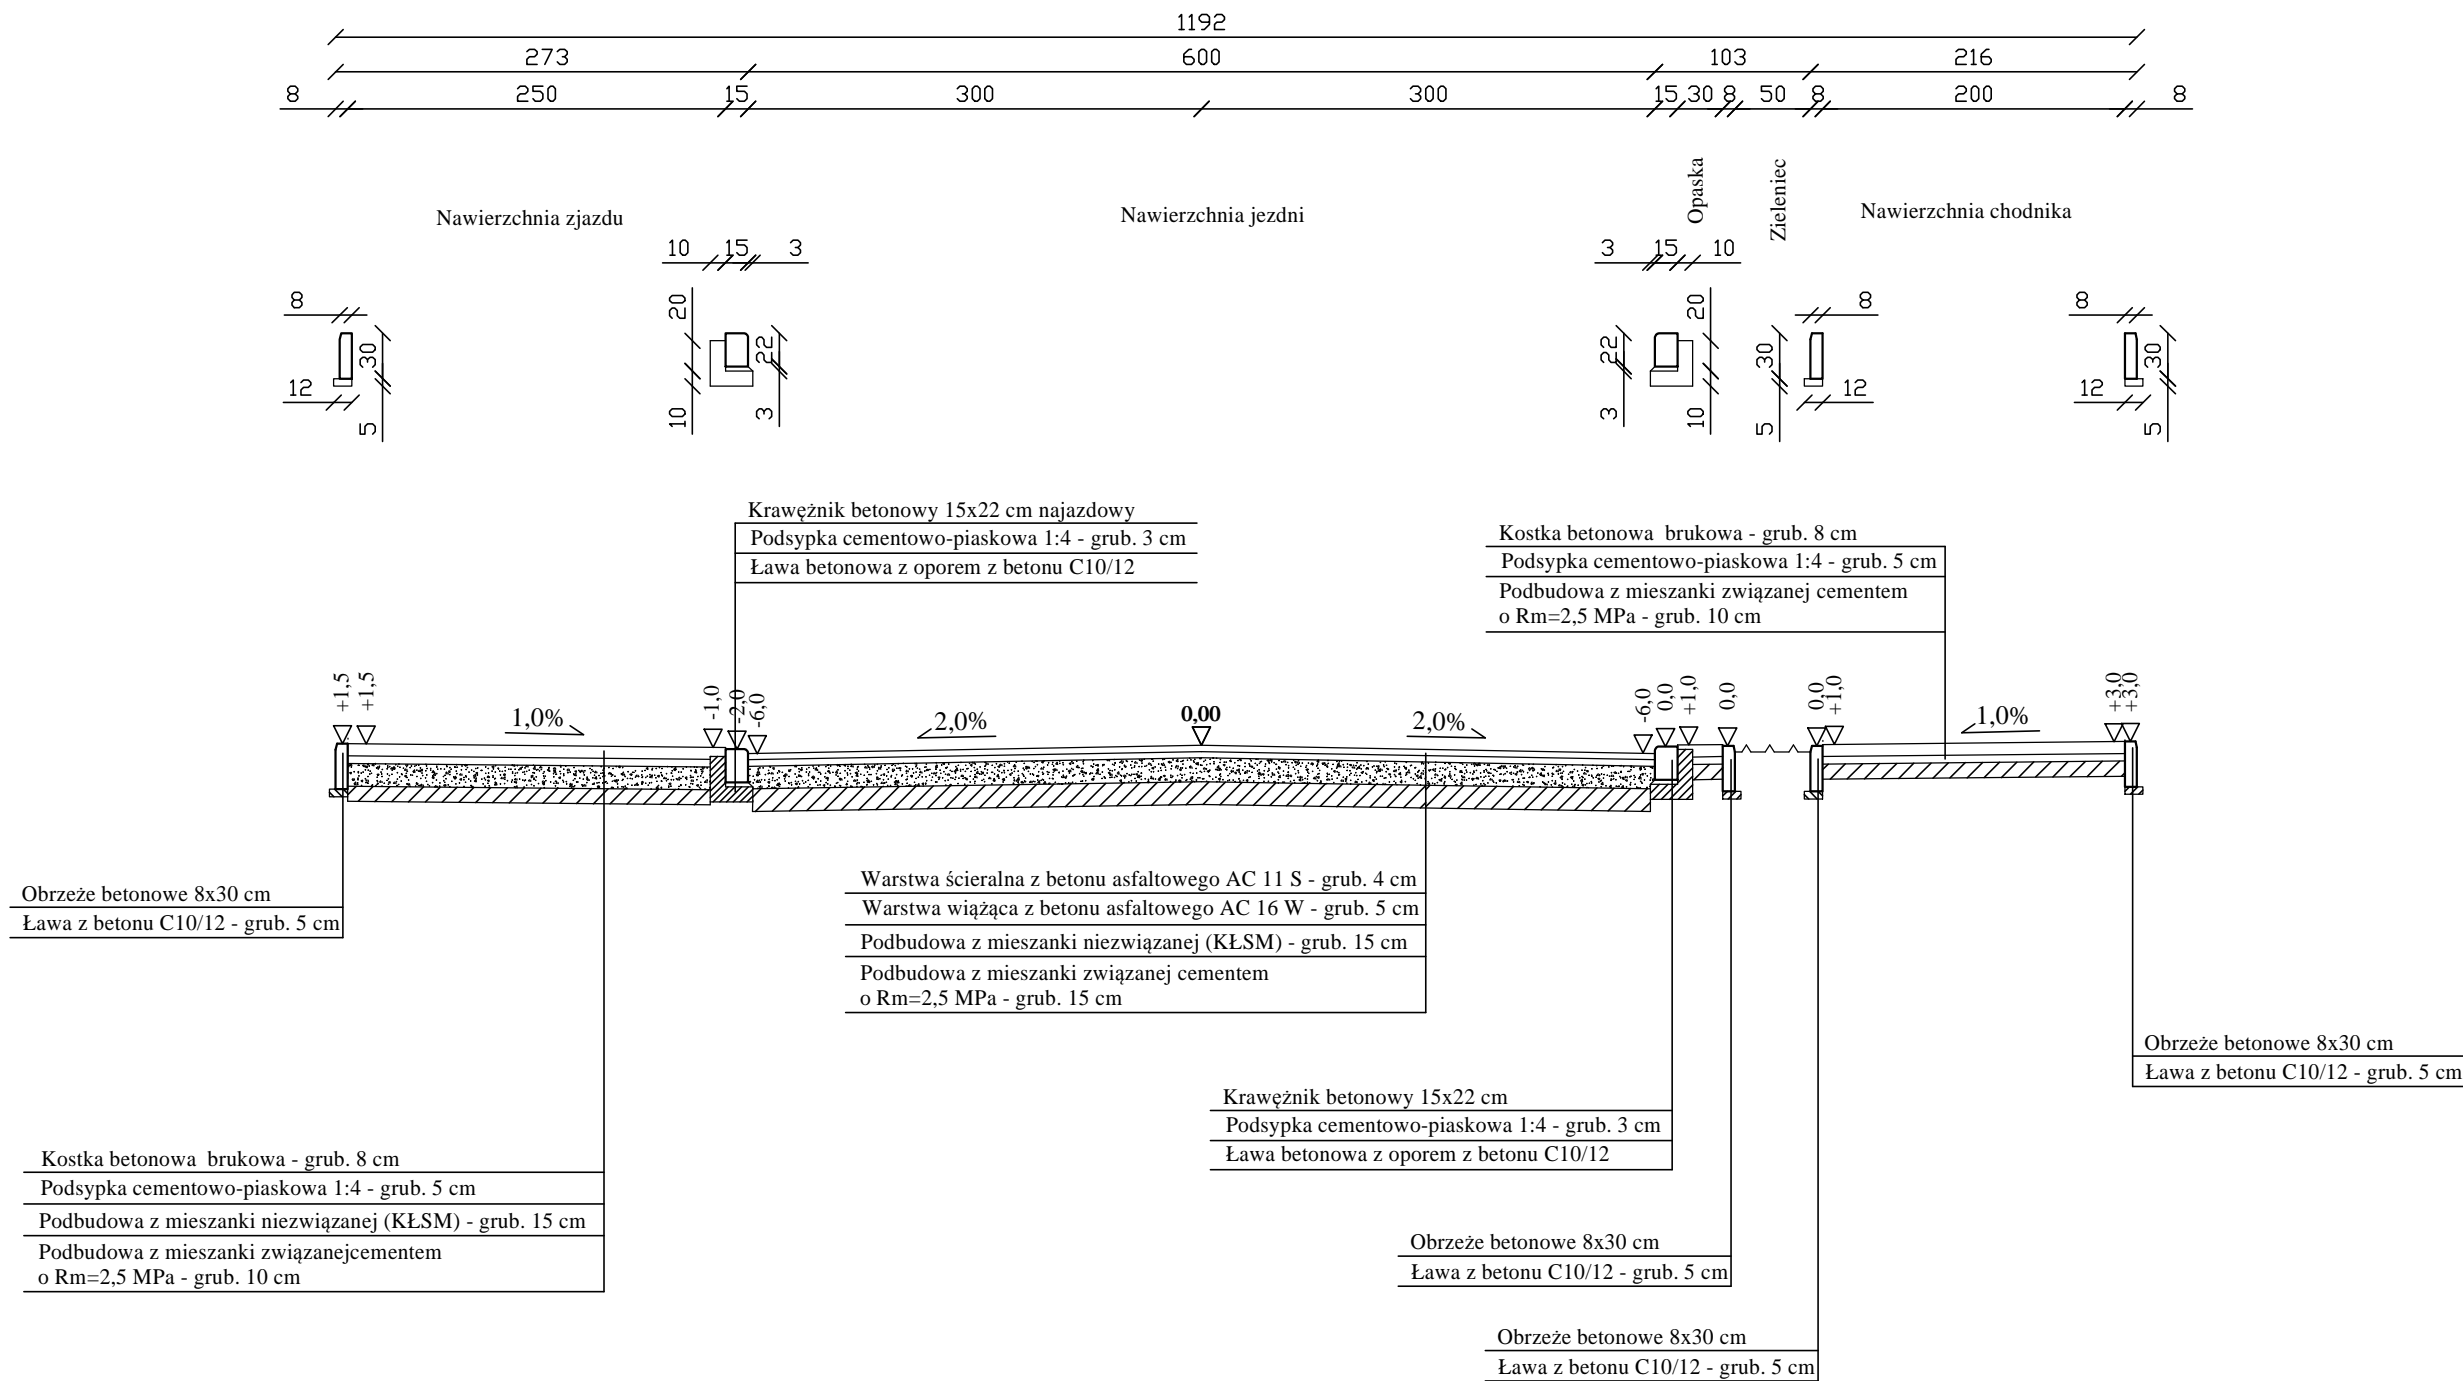 1192
273 600 103 216
8 250 15 300 300 15 30 8 50 8 200 8
Opaska
Zieleniec
Nawierzchnia zjazdu
Nawierzchnia jezdni
Nawierzchnia chodnika
10 15 3
3 15 10
8
30
12
5
20
22
10
3
22
20
3
10
8
30
12
5
8
30
12
5
Krawężnik betonowy 15x22 cm najazdowy
Podsypka cementowo-piaskowa 1:4 - grub. 3 cm
Ława betonowa z oporem z betonu C10/12
Kostka betonowa brukowa - grub. 8 cm
Podsypka cementowo-piaskowa 1:4 - grub. 5 cm
Podbudowa z mieszanki związanej cementem
o Rm=2,5 MPa - grub. 10 cm
+1,5 +1,5 -1,0 -2,0 -6,0 -6,0 0,0 +1,0 0,0 0,0 +1,0 +3,0 +3,0
1,0% 2,0% 0,00 2,0% 1,0%
Obrzeże betonowe 8x30 cm
Ława z betonu C10/12 - grub. 5 cm
Warstwa ścieralna z betonu asfaltowego AC 11 S - grub. 4 cm
Warstwa wiążąca z betonu asfaltowego AC 16 W - grub. 5 cm
Podbudowa z mieszanki niezwiązanej (KŁSM) - grub. 15 cm
Podbudowa z mieszanki związanej cementem
o Rm=2,5 MPa - grub. 15 cm
Obrzeże betonowe 8x30 cm
Ława z betonu C10/12 - grub. 5 cm
Krawężnik betonowy 15x22 cm
Podsypka cementowo-piaskowa 1:4 - grub. 3 cm
Ława betonowa z oporem z betonu C10/12
Kostka betonowa brukowa - grub. 8 cm
Podsypka cementowo-piaskowa 1:4 - grub. 5 cm
Podbudowa z mieszanki niezwiązanej (KŁSM) - grub. 15 cm
Podbudowa z mieszanki związanejcementem
o Rm=2,5 MPa - grub. 10 cm
Obrzeże betonowe 8x30 cm
Ława z betonu C10/12 - grub. 5 cm
Obrzeże betonowe 8x30 cm
Ława z betonu C10/12 - grub. 5 cm